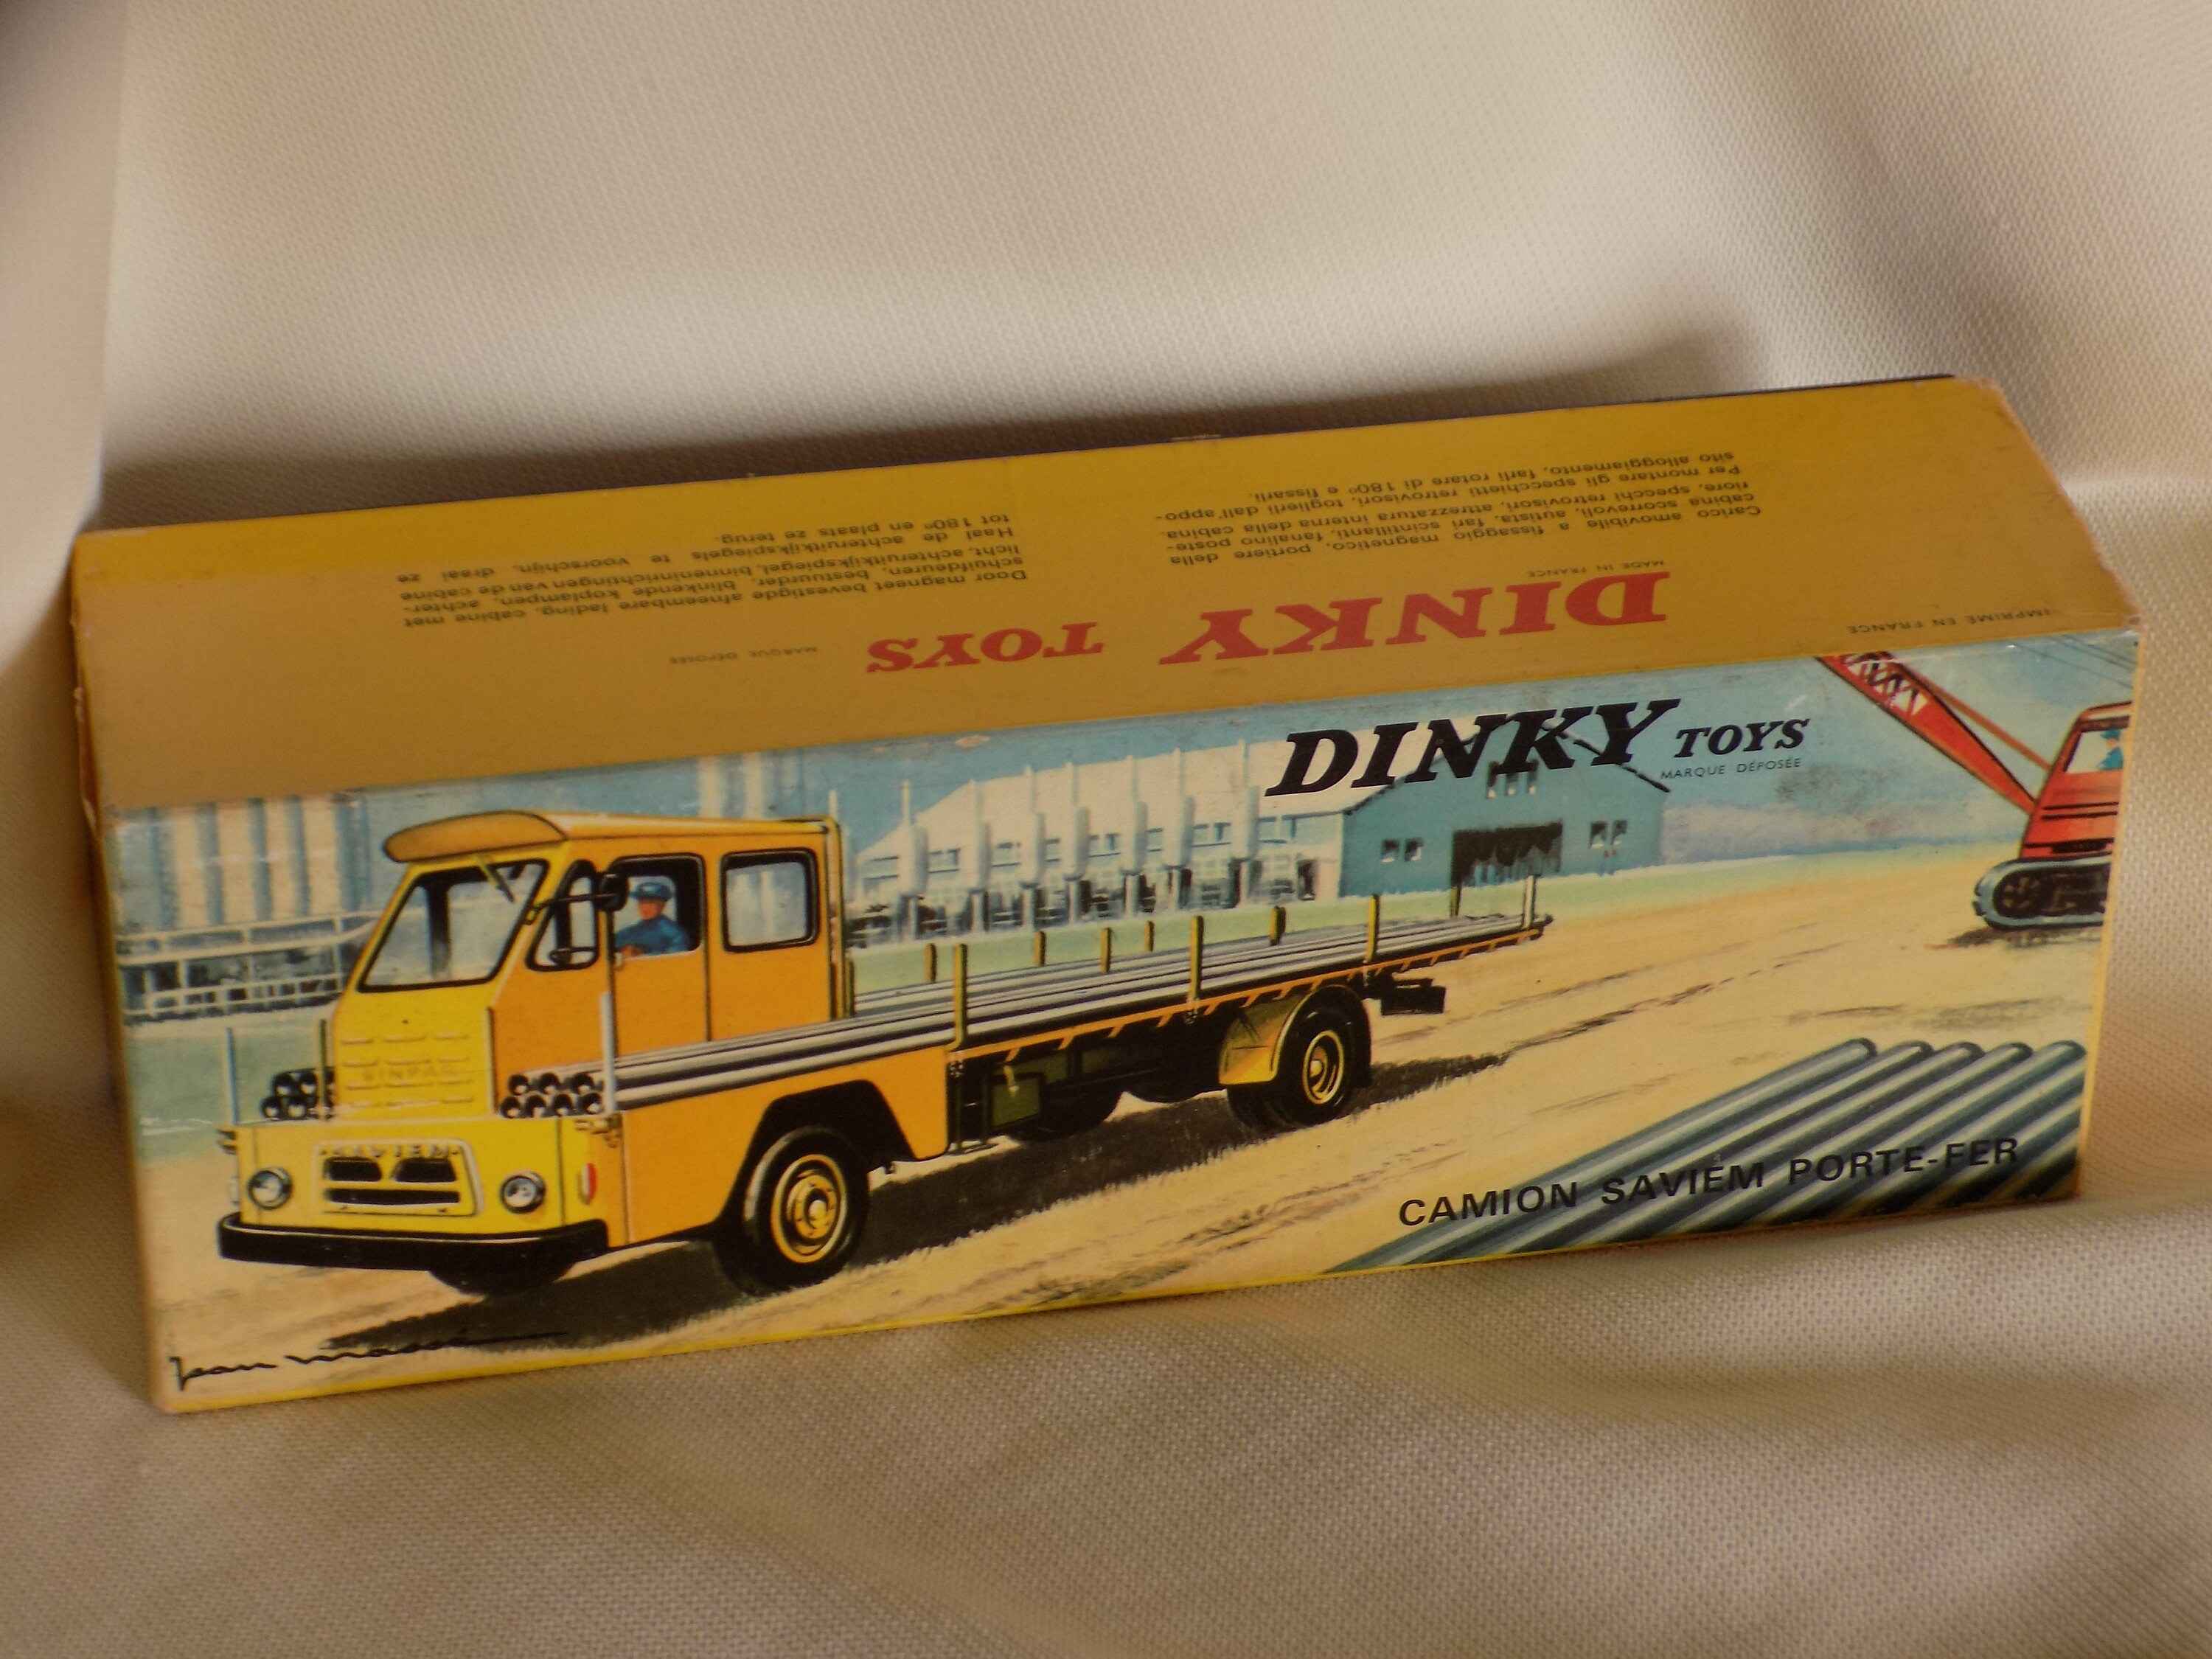 Carico amovibile a fissaggio magnetico, portiere della
cabina scorrevoli, autista, fari scintillanti, fanalino poste-
riore, specchi retrovisori, attrezzatura interna della cabina.
Per montare gli specchietti retrovisori, toglierli dall'appo-
sito alloggiamento, farli rotare di 180º e fissarli.
Door magneet bevestigde afneembare lading, cabine met
schuifdeuren, bestuurder, blinkende koplampen, achter-
licht, achteruitkijkspiegel, binneninrichtingen van de cabine
Haal de achteruitkijkspiegels te voorschijn, draai ze
tot 180º en plaats ze terug.
MADE IN FRANCE
DINKY TOYS
MARQUE DÉPOSÉE
IMPRIMÉ EN FRANCE
DINKY TOYS
MARQUE DÉPOSÉE
SINPAR
SAVIEM
CAMION SAVIEM PORTE-FER
Jean Massé